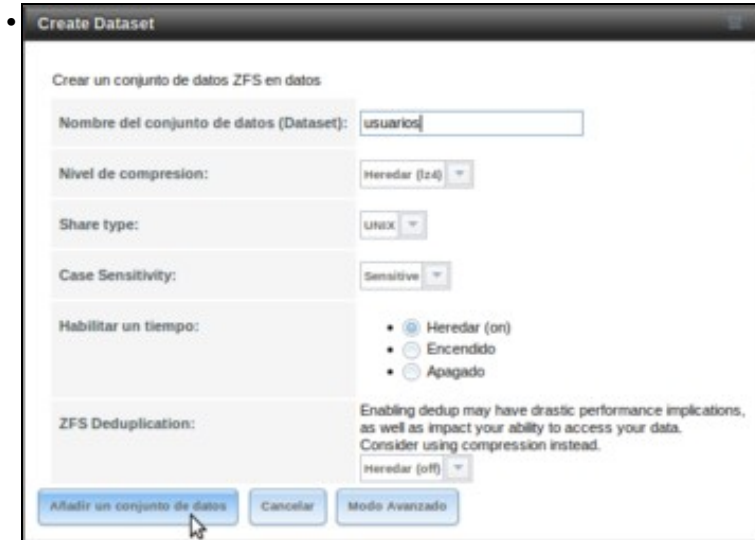 Create Dataset
Crear un conjunto de datos ZFS en datos
Nombre del conjunto de datos (Dataset): usuarios
Nivel de compresion: Heredar (lz4)
Share type: UNIX
Case Sensitivity: Sensitive
Habilitar un tiempo: • Heredar (on)
• Encendido
• Apagado
ZFS Deduplication: Enabling dedup may have drastic performance implications,
as well as impact your ability to access your data.
Consider using compression instead.
Heredar (off)
Añadir un conjunto de datos Cancelar Modo Avanzado